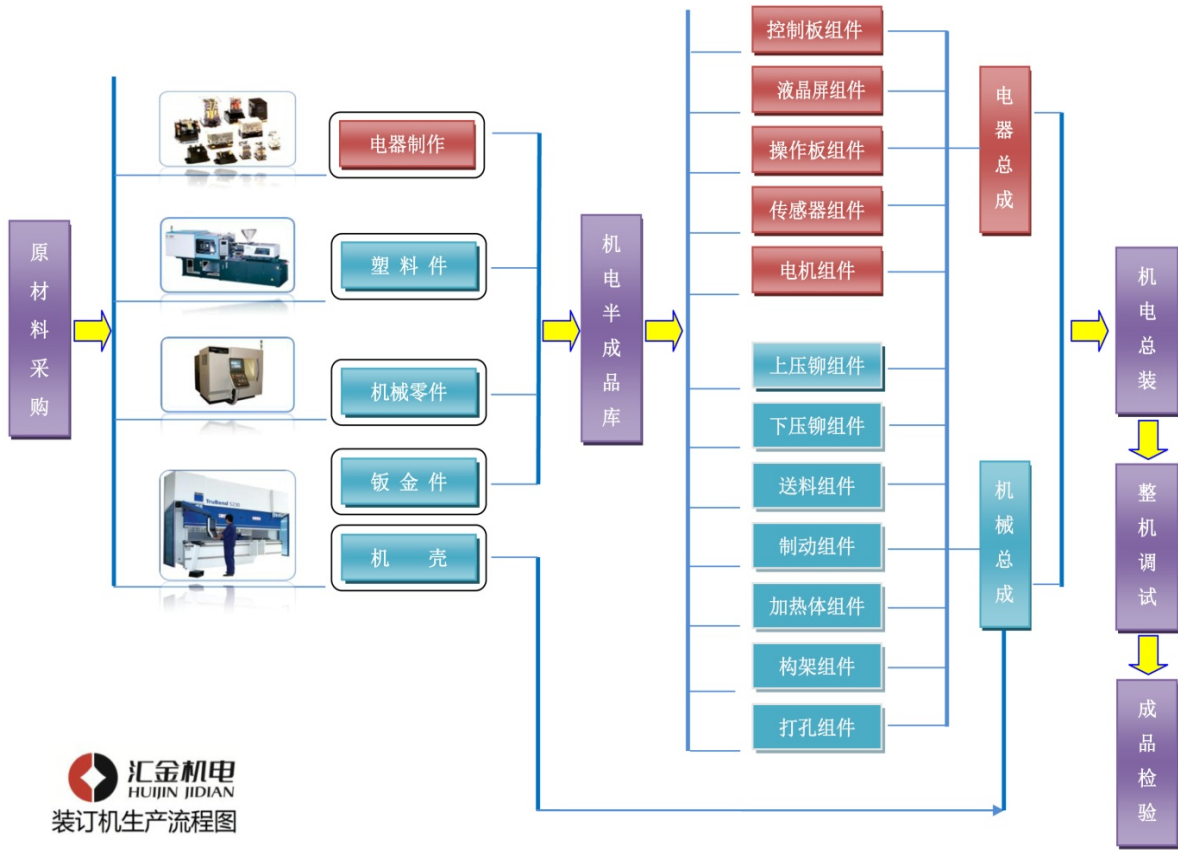 原材料采购
电器制作
塑料件
机械零件
钣金件
机壳
机电半成品库
控制板组件
液晶屏组件
操作板组件
传感器组件
电机组件
上压铆组件
下压铆组件
送料组件
制动组件
加热体组件
构架组件
打孔组件
电器总成
机械总成
机电总装
整机调试
成品检验
汇金机电
HUIJIN JIDIAN
装订机生产流程图